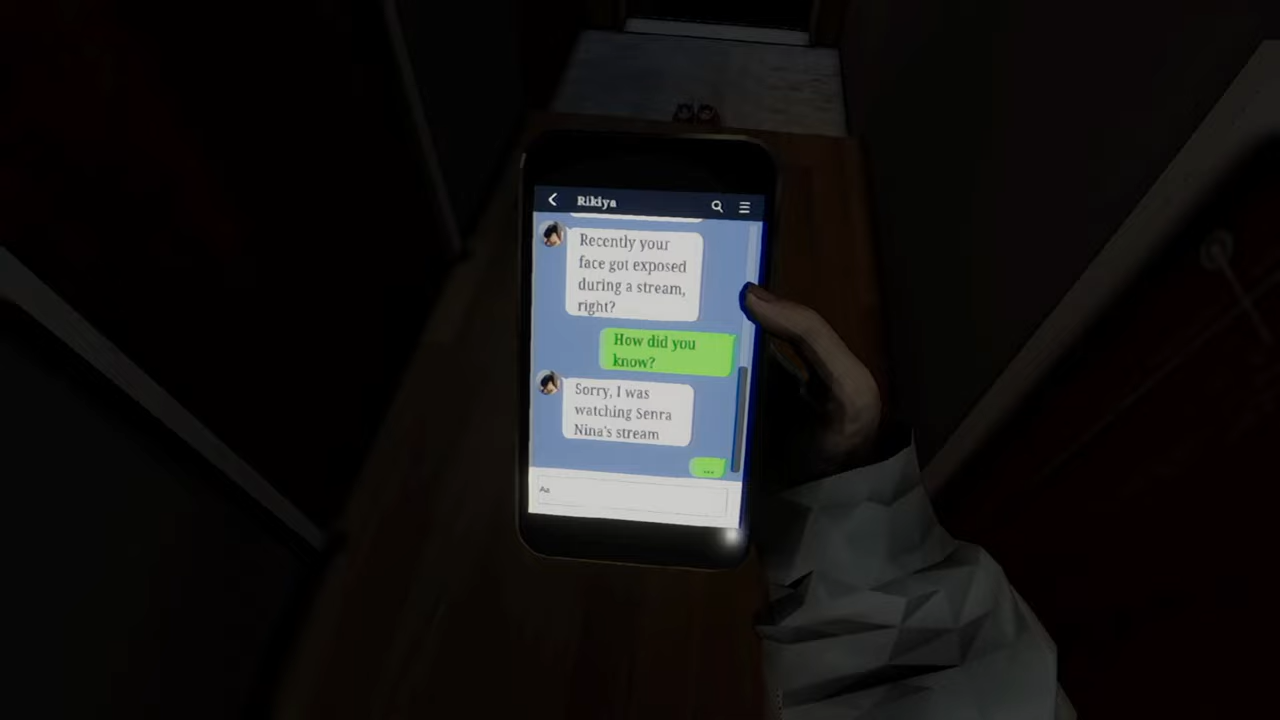 Rikiya
Recently your
face got exposed
during a stream,
right?
How did you
know?
Sorry, I was
watching Senra
Nina's stream
...
Aa